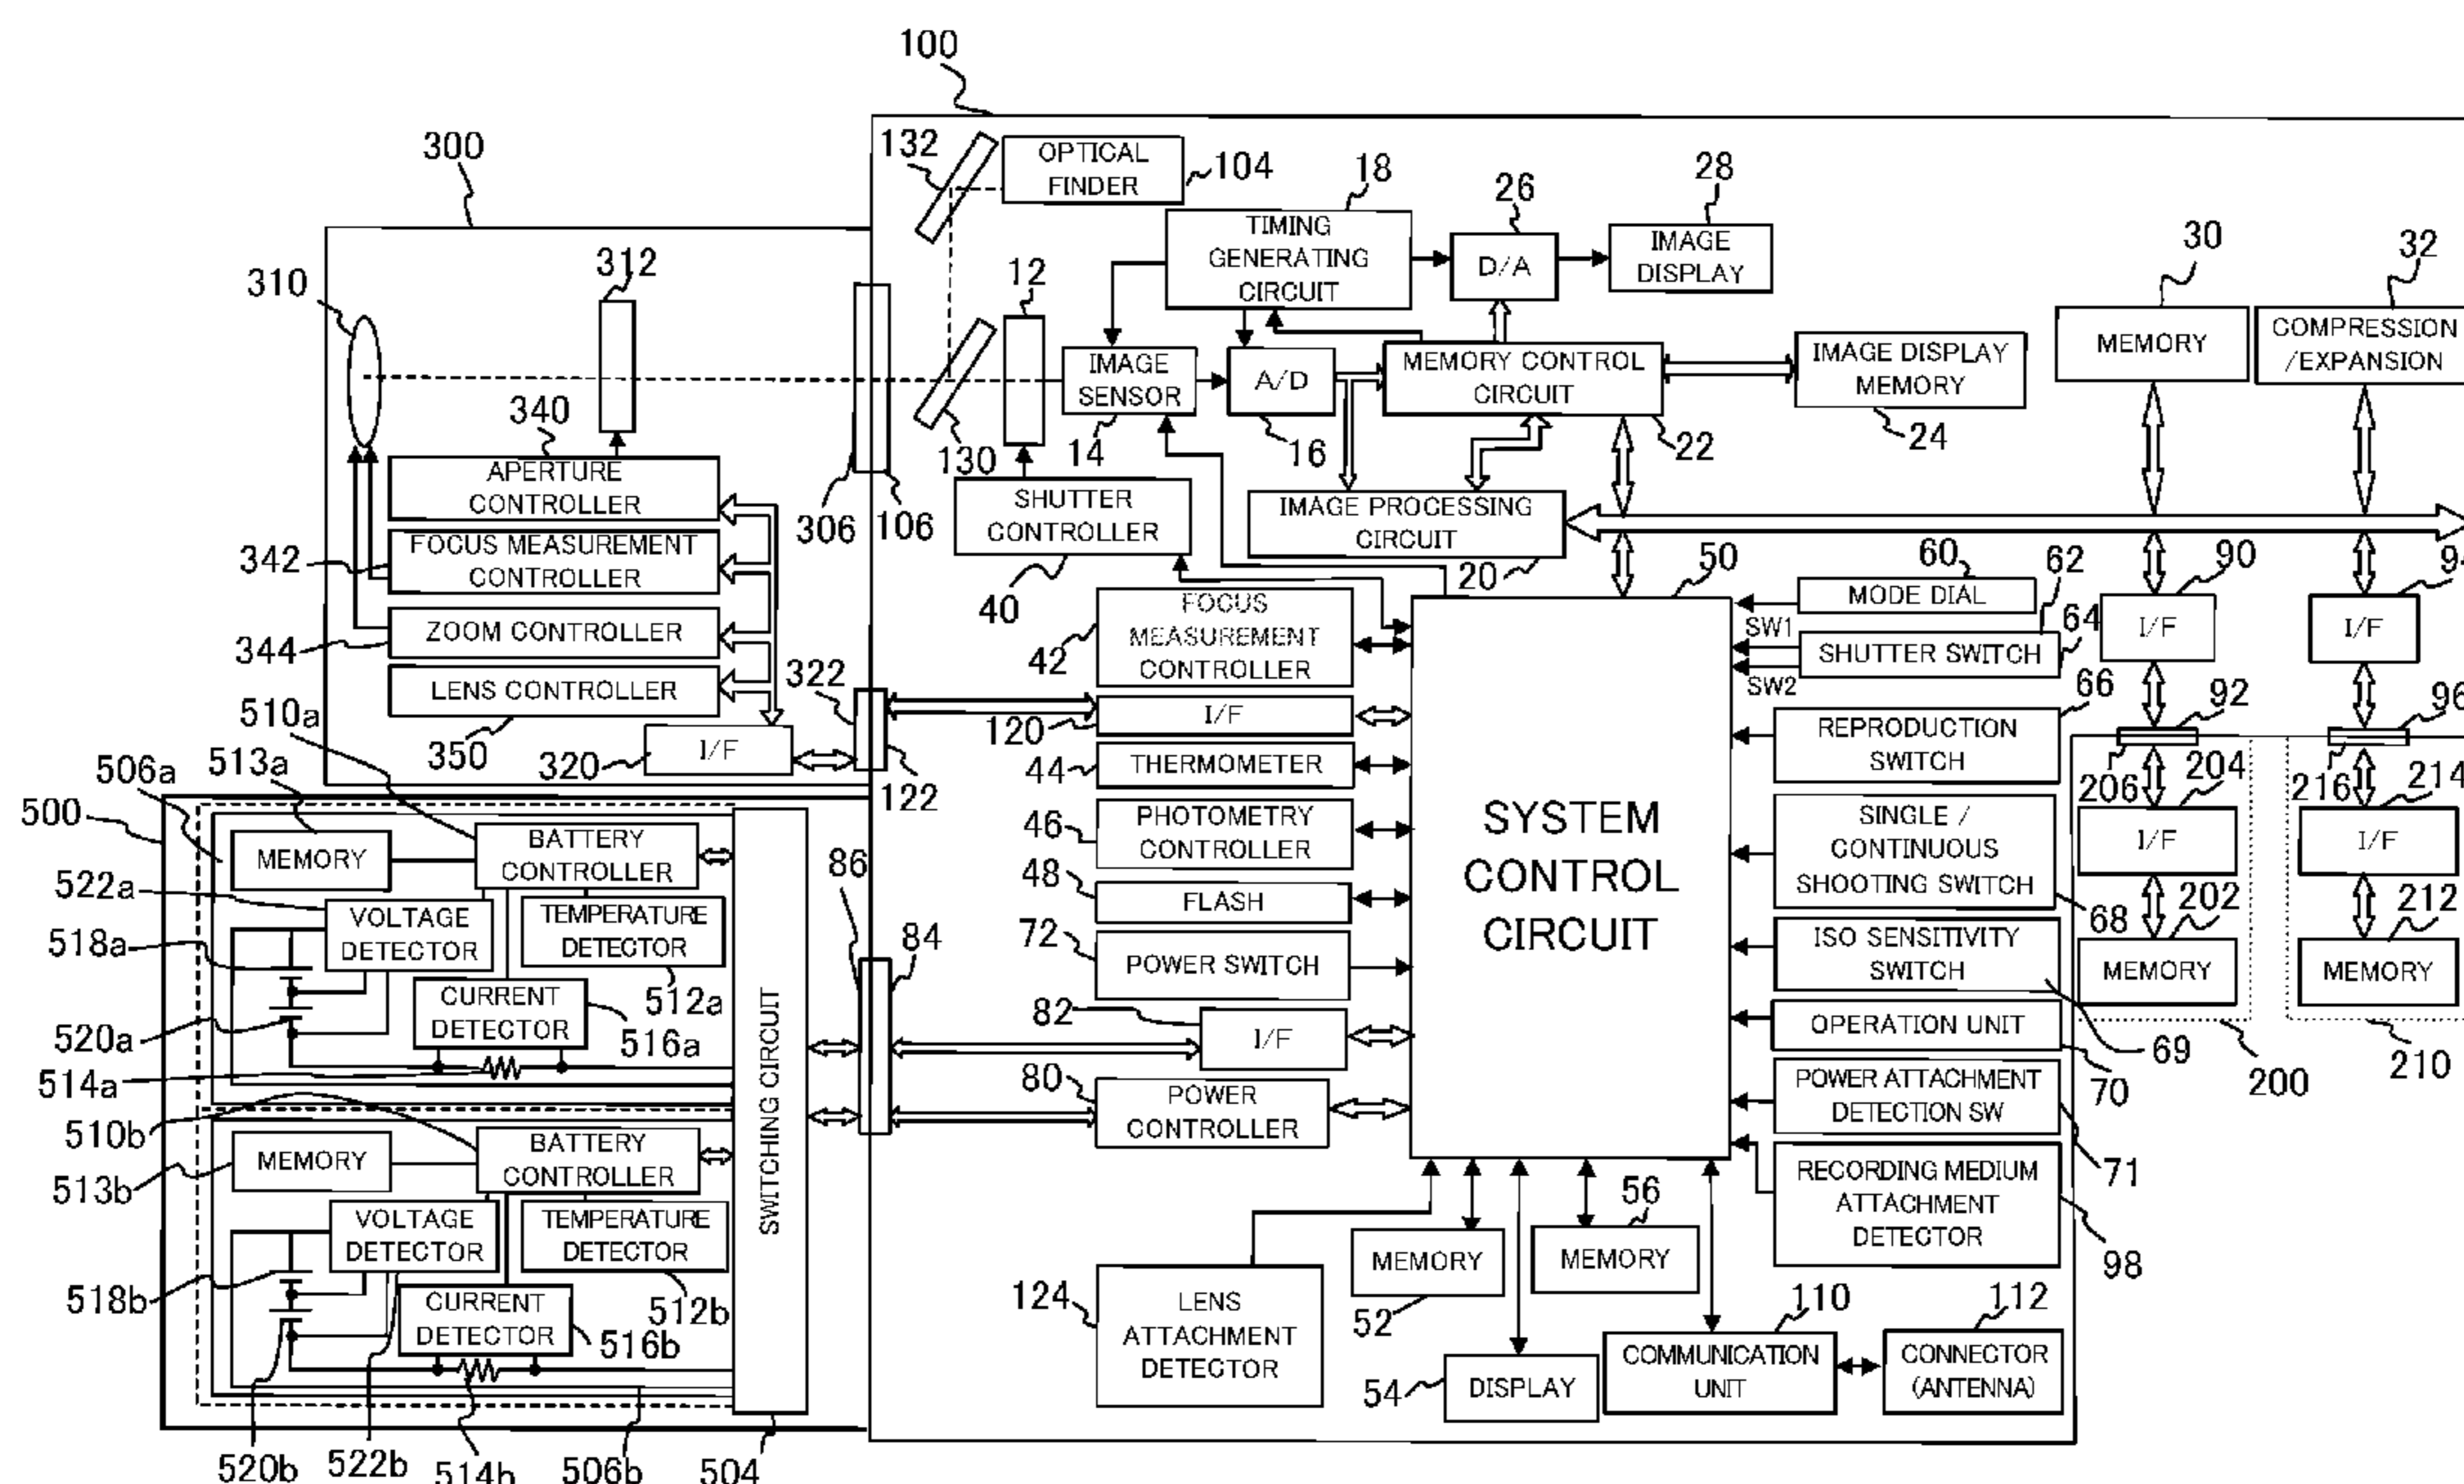 100
300
132
OPTICAL
FINDER
104
18
26
28
TIMING
GENERATING
CIRCUIT
D/A
IMAGE
DISPLAY
30
32
310
312
12
MEMORY
COMPRESSION
/EXPANSION
IMAGE
SENSOR
A/D
MEMORY CONTROL
CIRCUIT
IMAGE DISPLAY
MEMORY
340
130
14
16
22
24
APERTURE
CONTROLLER
306
106
SHUTTER
CONTROLLER
IMAGE PROCESSING
CIRCUIT
342
FOCUS MEASUREMENT
CONTROLLER
40
20
50
60
62
90
94
344
ZOOM CONTROLLER
42
FOCUS
MEASUREMENT
CONTROLLER
MODE DIAL
SW1
64
I/F
I/F
SHUTTER SWITCH
SW2
LENS CONTROLLER
322
510a
350
320
I/F
122
120
I/F
66
92
96
REPRODUCTION
SWITCH
44
THERMOMETER
206
204
216
214
506a
513a
500
MEMORY
BATTERY
CONTROLLER
46
PHOTOMETRY
CONTROLLER
SYSTEM
CONTROL
CIRCUIT
SINGLE /
CONTINUOUS
SHOOTING SWITCH
I/F
I/F
86
48
FLASH
68
202
212
522a
VOLTAGE
DETECTOR
TEMPERATURE
DETECTOR
518a
84
72
POWER SWITCH
ISO SENSITIVITY
SWITCH
MEMORY
MEMORY
CURRENT
DETECTOR
512a
SWITCHING CIRCUIT
520a
516a
82
I/F
OPERATION UNIT
69
514a
80
POWER
CONTROLLER
POWER ATTACHMENT
DETECTION SW
70
200
210
510b
MEMORY
BATTERY
CONTROLLER
513b
RECORDING MEDIUM
ATTACHMENT
DETECTOR
71
VOLTAGE
DETECTOR
TEMPERATURE
DETECTOR
56
518b
CURRENT
DETECTOR
512b
516b
124
LENS
ATTACHMENT
DETECTOR
MEMORY
52
MEMORY
98
110
112
54
DISPLAY
COMMUNICATION
UNIT
CONNECTOR
(ANTENNA)
520b
522b
514b
506b
504